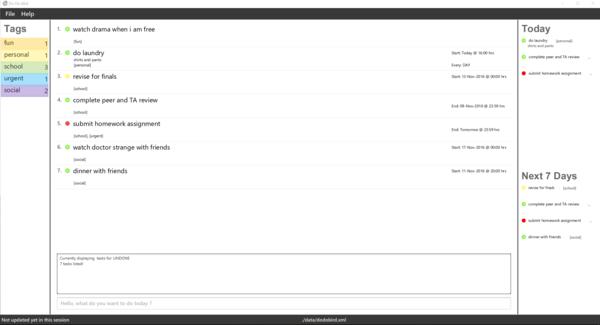 File Help
Tags
fun 1
personal 1
school 3
urgent 1
social 2
1. watch drama when i am free
[fun]
2. do laundry
shirts and pants
[personal]
Start: Today @ 16:00 hrs
Every: DAY
3. revise for finals
[school]
Start: 10-Nov-2016 @ 00:00 hrs
4. complete peer and TA review
[school]
End: 08-Nov-2016 @ 23:59 hrs
5. submit homework assignment
[school], [urgent]
End: Tomorrow @ 23:59 hrs
6. watch doctor strange with friends
[social]
Start: 17-Nov-2016 @ 00:00 hrs
7. dinner with friends
[social]
Start: 11-Nov-2016 @ 20:00 hrs
Currently displaying tasks for UNDONE
7 tasks listed!
Hello, what do you want to do today ?
Today
do laundry [personal]
shirts and pants
complete peer and TA review ...
submit homework assignment ...
Next 7 Days
revise for finals [school]
complete peer and TA review ...
submit homework assignment ...
dinner with friends [social]
Not updated yet in this session
./data/dodobird.xml